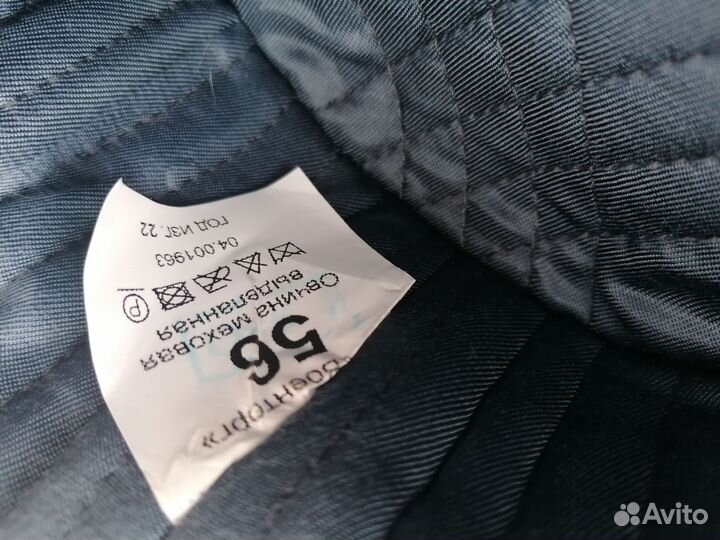 «Военторг»
56
Овчина меховая
выделанная
P
04.001963
год изг. 22
Avito